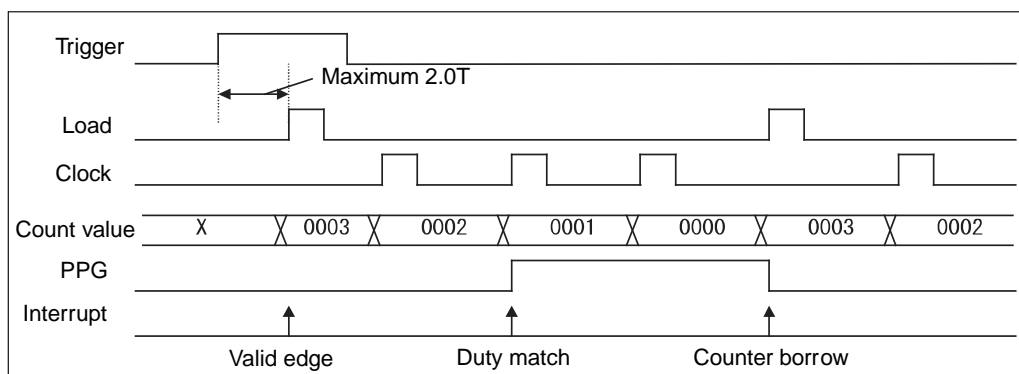 Trigger
Maximum 2.0T
Load
Clock
Count value X 0003 0002 0001 0000 0003 0002
PPG
Interrupt
Valid edge Duty match Counter borrow